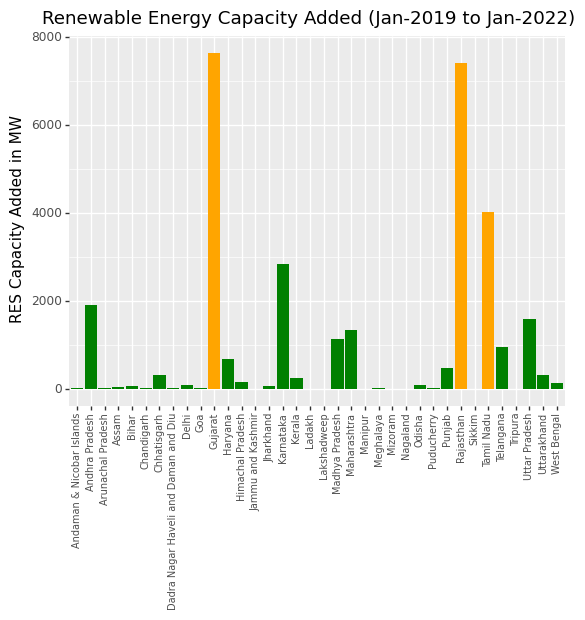 Renewable Energy Capacity Added (Jan-2019 to Jan-2022)
RES Capacity Added in MW
8000
6000
4000
2000
0
Andaman & Nicobar Islands
Andhra Pradesh
Arunachal Pradesh
Assam
Bihar
Chandigarh
Chhatisgarh
Dadra Nagar Haveli and Daman and Diu
Delhi
Goa
Gujarat
Haryana
Himachal Pradesh
Jammu and Kashmir
Jharkhand
Karnataka
Kerala
Ladakh
Lakshadweep
Madhya Pradesh
Maharashtra
Manipur
Meghalaya
Mizoram
Nagaland
Odisha
Puducherry
Punjab
Rajasthan
Sikkim
Tamil Nadu
Telangana
Tripura
Uttar Pradesh
Uttarakhand
West Bengal